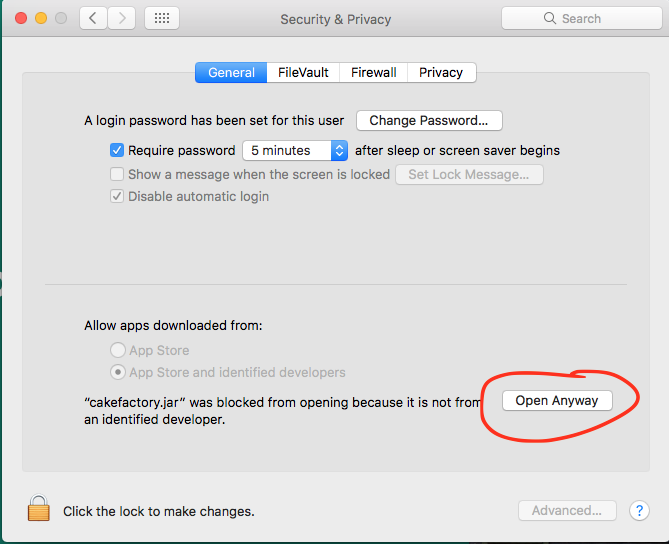 Security & Privacy
Search
General
FileVault
Firewall
Privacy
A login password has been set for this user
Change Password...
Require password
5 minutes
after sleep or screen saver begins
Show a message when the screen is locked
Set Lock Message...
Disable automatic login
Allow apps downloaded from:
App Store
App Store and identified developers
“cakefactory.jar” was blocked from opening because it is not from
an identified developer.
Open Anyway
Click the lock to make changes.
Advanced...
?